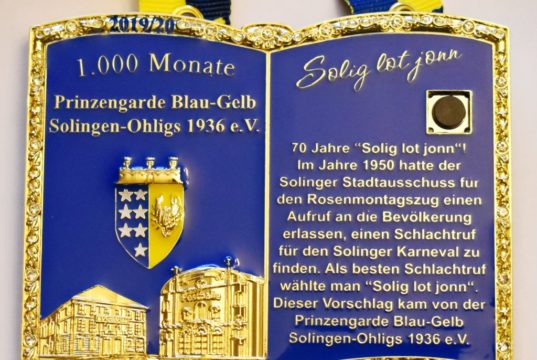 2019/20
1.000 Monate
Prinzengarde Blau-Gelb
Solingen-Ohligs 1936 e.V.
Solig lot jonn
70 Jahre "Solig lot jonn"!
Im Jahre 1950 hatte der
Solinger Stadtausschuss fur
den Rosenmontagszug einen
Aufruf an die Bevölkerung
erlassen, einen Schlachtruf
für den Solinger Karneval zu
finden. Als besten Schlachtruf
wählte man "Solig lot jonn".
Dieser Vorschlag kam von der
Prinzengarde Blau-Gelb
Solingen-Ohligs 1936 e.V.